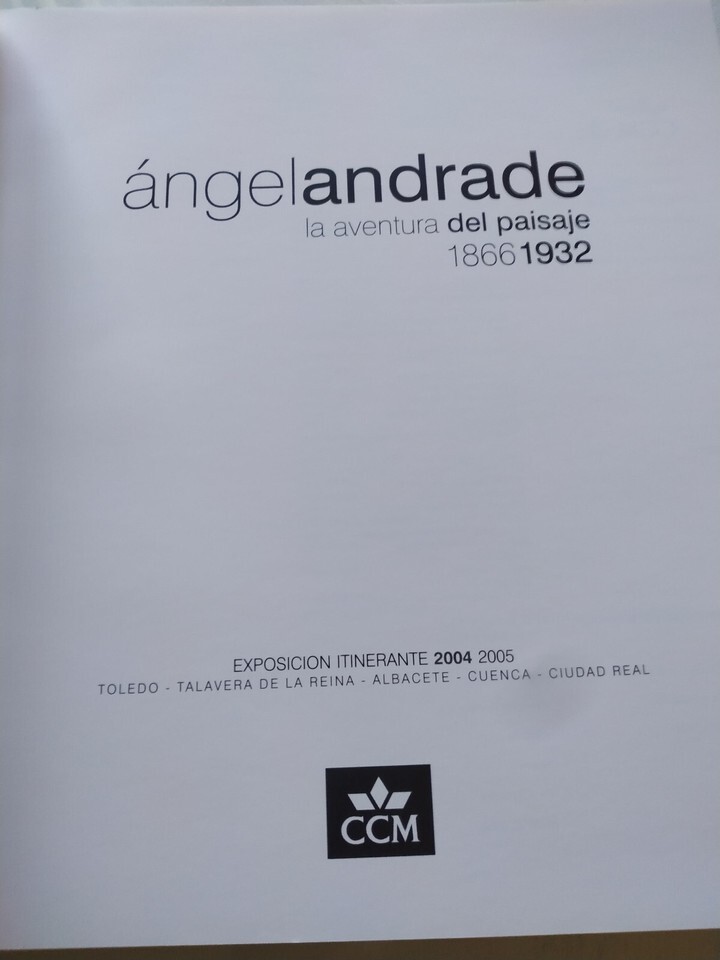 ángelandrade
la aventura del paisaje
18661932
EXPOSICION ITINERANTE 2004 2005
TOLEDO - TALAVERA DE LA REINA - ALBACETE - CUENCA - CIUDAD REAL
CCM